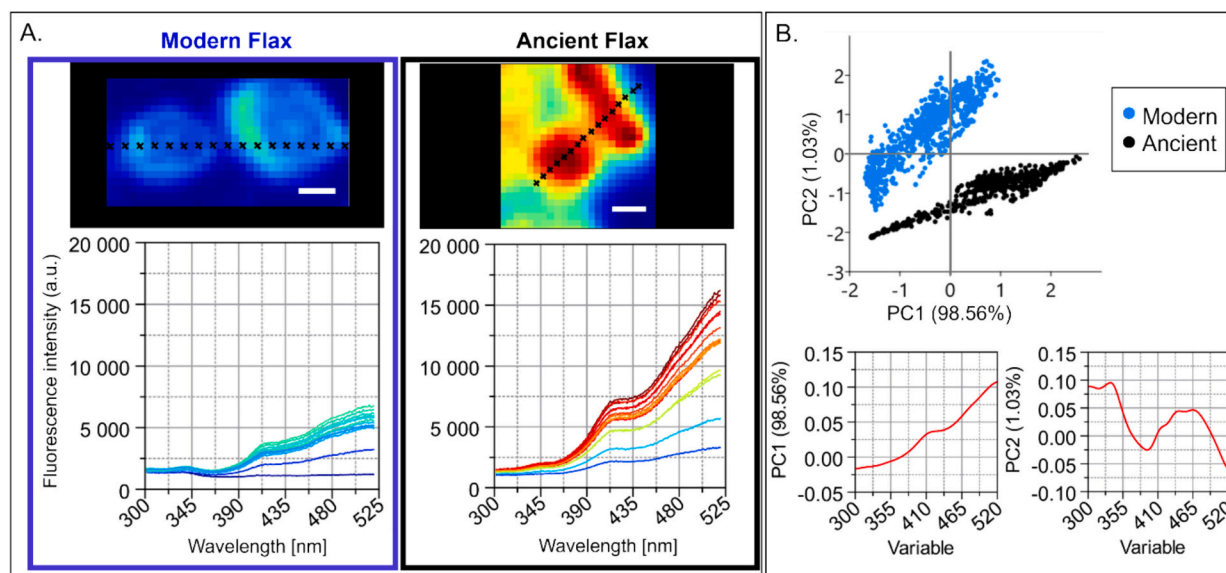 A.
Modern Flax
Ancient Flax
Fluorescence intensity (a.u.)
20 000
15 000
10 000
5 000
0
300 345 390 435 480 525
Wavelength [nm]
20 000
15 000
10 000
5 000
0
300 345 390 435 480 525
Wavelength [nm]
B.
PC2 (1.03%)
2
1
0
-1
-2
-3
-2 -1 0 1 2
PC1 (98.56%)
Modern
Ancient
PC1 (98.56%)
0.15
0.10
0.05
0.00
-0.05
300 355 410 465 520
Variable
PC2 (1.03%)
0.15
0.10
0.05
0.00
-0.05
-0.10
300 355 410 465 520
Variable